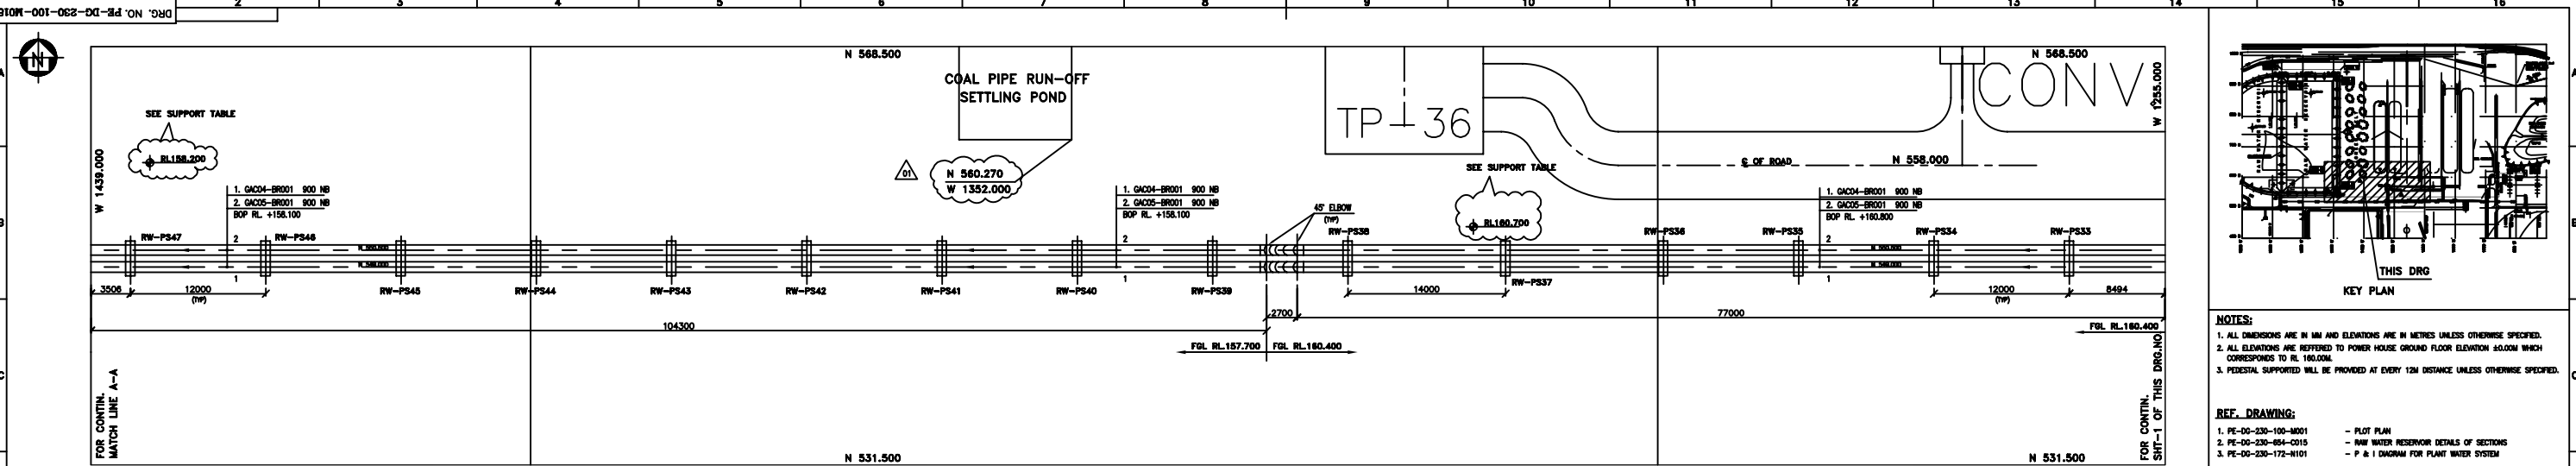 DRG. NO. PE-DG-230-100-M018
2 3 4 5 6 7 8 9 10 11 12 13 14 15 16
A
N
N 568.500
N 568.500
COAL PIPE RUN-OFF
SETTLING POND
TP-36
CONV
W 1255.000
SEE SUPPORT TABLE
RL158.200
W 1439.000
01
N 560.270
W 1352.000
SEE SUPPORT TABLE
RL160.700
℄ OF ROAD
N 558.000
1. GAC04-BR001 900 NB
2. GAC05-BR001 900 NB
BOP RL. +158.100
1. GAC04-BR001 900 NB
2. GAC05-BR001 900 NB
BOP RL. +158.100
45° ELBOW
(TYP)
1. GAC04-BR001 900 NB
2. GAC05-BR001 900 NB
BOP RL. +160.800
RW-PS47
2
RW-PS46
2
RW-PS38
RW-PS36
RW-PS35
2
RW-PS34
RW-PS33
1
1
1
RW-PS45
RW-PS44
RW-PS43
RW-PS42
RW-PS41
RW-PS40
RW-PS39
RW-PS37
3506
12000
(TYP)
14000
12000
(TYP)
8494
104300
2700
77000
FGL RL.157.700
FGL RL.160.400
FGL RL.160.400
FOR CONTIN.
MATCH LINE A-A
FOR CONTIN.
SHT-1 OF THIS DRG.NO
N 531.500
N 531.500
THIS DRG
KEY PLAN
NOTES:
1. ALL DIMENSIONS ARE IN MM AND ELEVATIONS ARE IN METRES UNLESS OTHERWISE SPECIFIED.
2. ALL ELEVATIONS ARE REFFERED TO POWER HOUSE GROUND FLOOR ELEVATION ±0.00M WHICH
CORRESPONDS TO RL 160.00M.
3. PEDESTAL SUPPORTED WILL BE PROVIDED AT EVERY 12M DISTANCE UNLESS OTHERWISE SPECIFIED.
REF. DRAWING:
1. PE-DG-230-100-M001 - PLOT PLAN
2. PE-DG-230-654-C015 - RAW WATER RESERVOIR DETAILS OF SECTIONS
3. PE-DG-230-172-N101 - P & I DIAGRAM FOR PLANT WATER SYSTEM